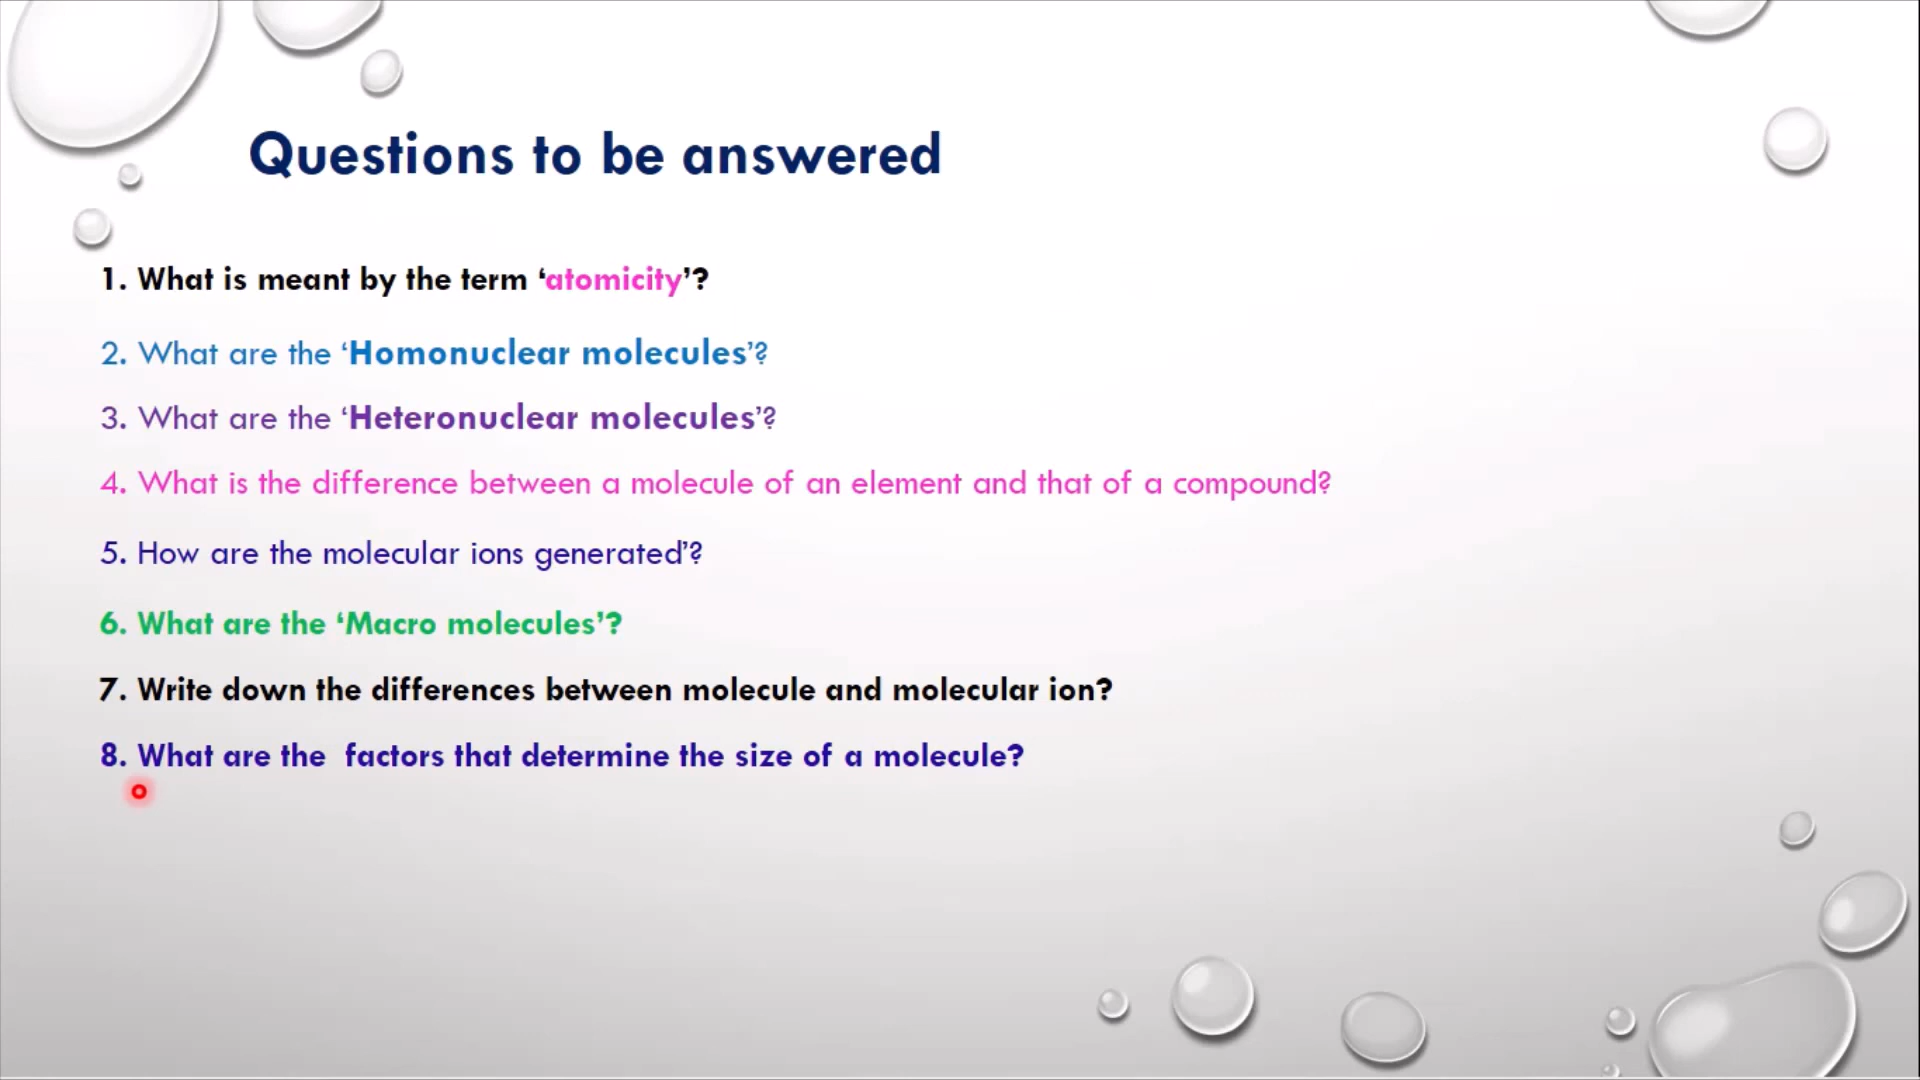 Questions to be answered
1. What is meant by the term ‘atomicity’?
2. What are the ‘Homonuclear molecules’?
3. What are the ‘Heteronuclear molecules’?
4. What is the difference between a molecule of an element and that of a compound?
5. How are the molecular ions generated’?
6. What are the ‘Macro molecules’?
7. Write down the differences between molecule and molecular ion?
8. What are the  factors that determine the size of a molecule?